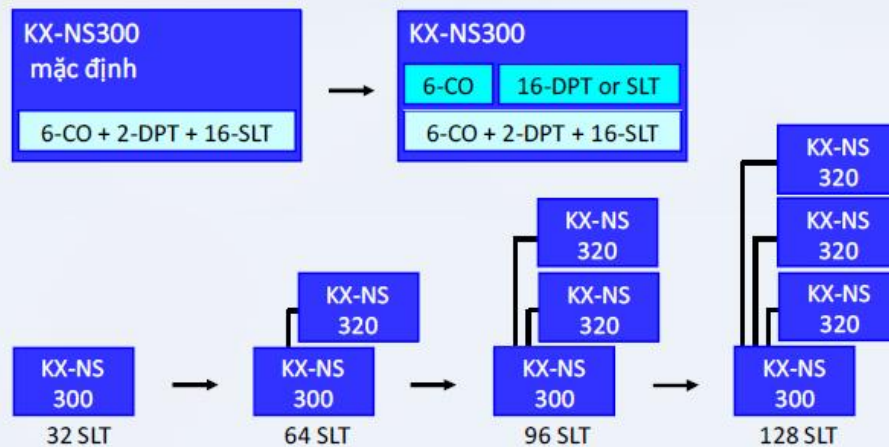 KX-NS300
mặc định
6-CO + 2-DPT + 16-SLT
KX-NS300
6-CO
16-DPT or SLT
6-CO + 2-DPT + 16-SLT
KX-NS
300
32 SLT
KX-NS
320
KX-NS
300
64 SLT
KX-NS
320
KX-NS
320
KX-NS
300
96 SLT
KX-NS
320
KX-NS
320
KX-NS
320
KX-NS
300
128 SLT